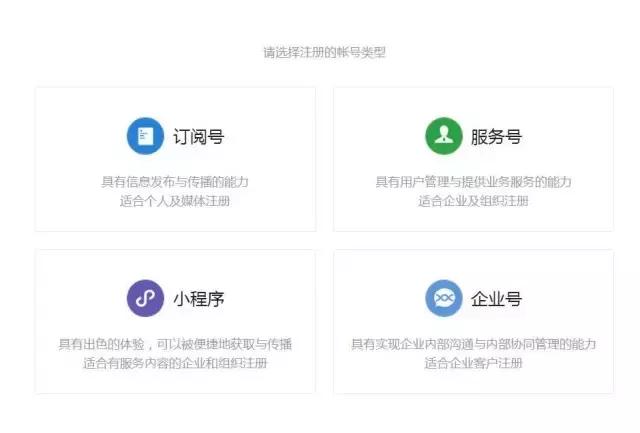 请选择注册的帐号类型
订阅号
具有信息发布与传播的能力
适合个人及媒体注册
服务号
具有用户管理与提供业务服务的能力
适合企业及组织注册
小程序
具有出色的体验，可以被便捷地获取与传播
适合有服务内容的企业和组织注册
企业号
具有实现企业内部沟通与内部协同管理的能力
适合企业客户注册